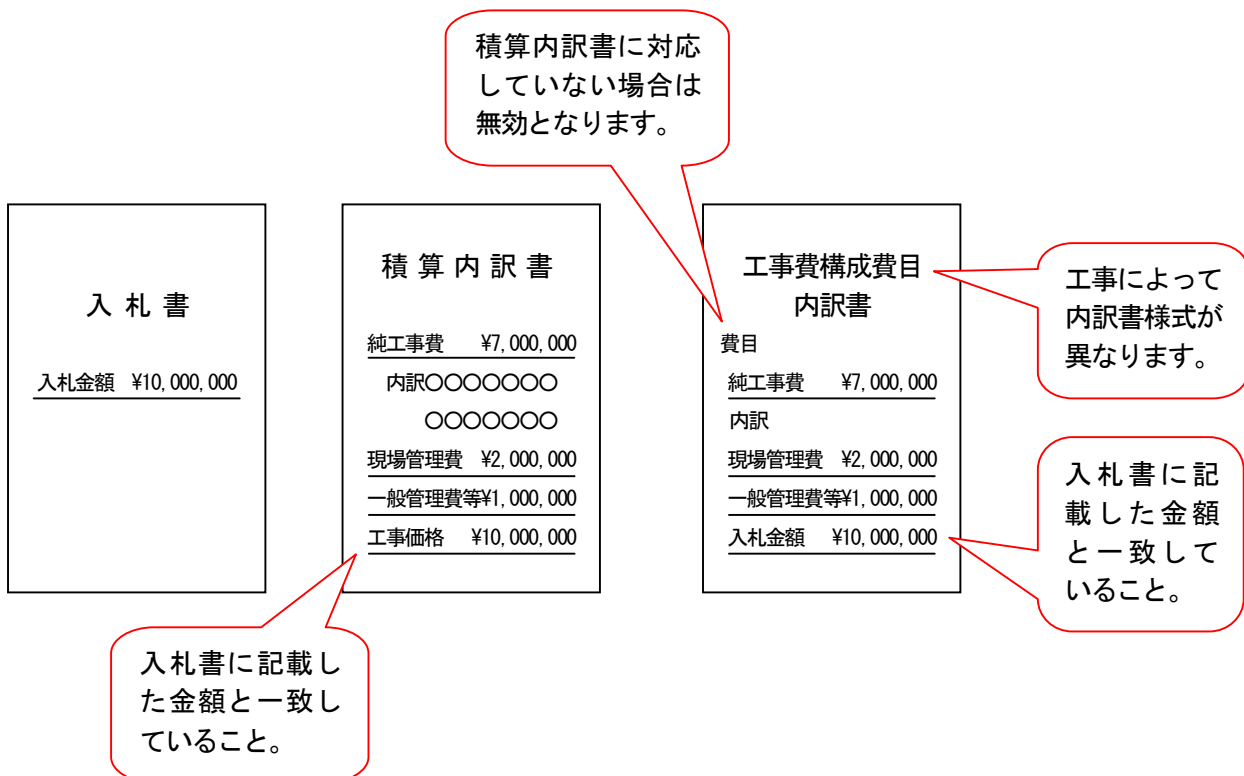 積算内訳書に対応
していない場合は
無効となります。
入札書
入札金額 ¥10,000,000
積算内訳書
純工事費 ¥7,000,000
内訳〇〇〇〇〇〇〇
〇〇〇〇〇〇〇
現場管理費 ¥2,000,000
一般管理費等¥1,000,000
工事価格 ¥10,000,000
工事費構成費目
内訳書
費目
純工事費 ¥7,000,000
内訳
現場管理費 ¥2,000,000
一般管理費等¥1,000,000
入札金額 ¥10,000,000
工事によって
内訳書様式が
異なります。
入札書に記
載した金額
と一致して
いること。
入札書に記載し
た金額と一致し
ていること。